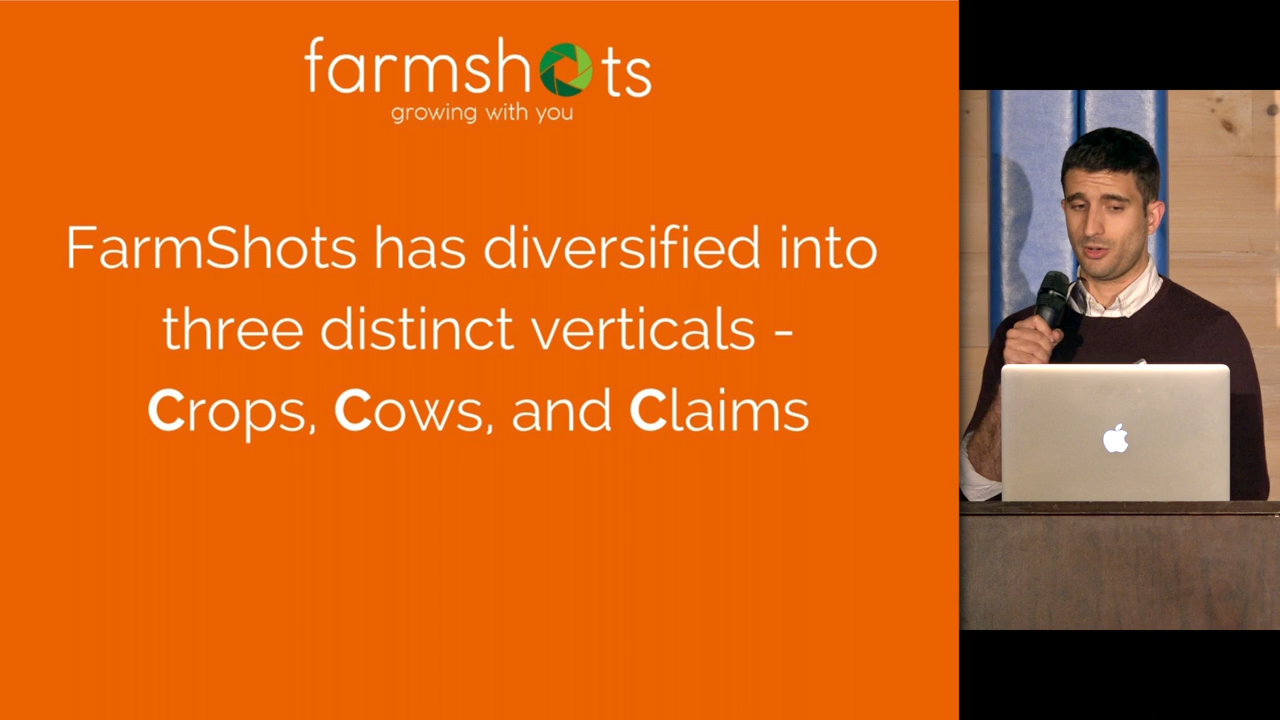 farmshots
growing with you
FarmShots has diversified into
three distinct verticals -
Crops, Cows, and Claims